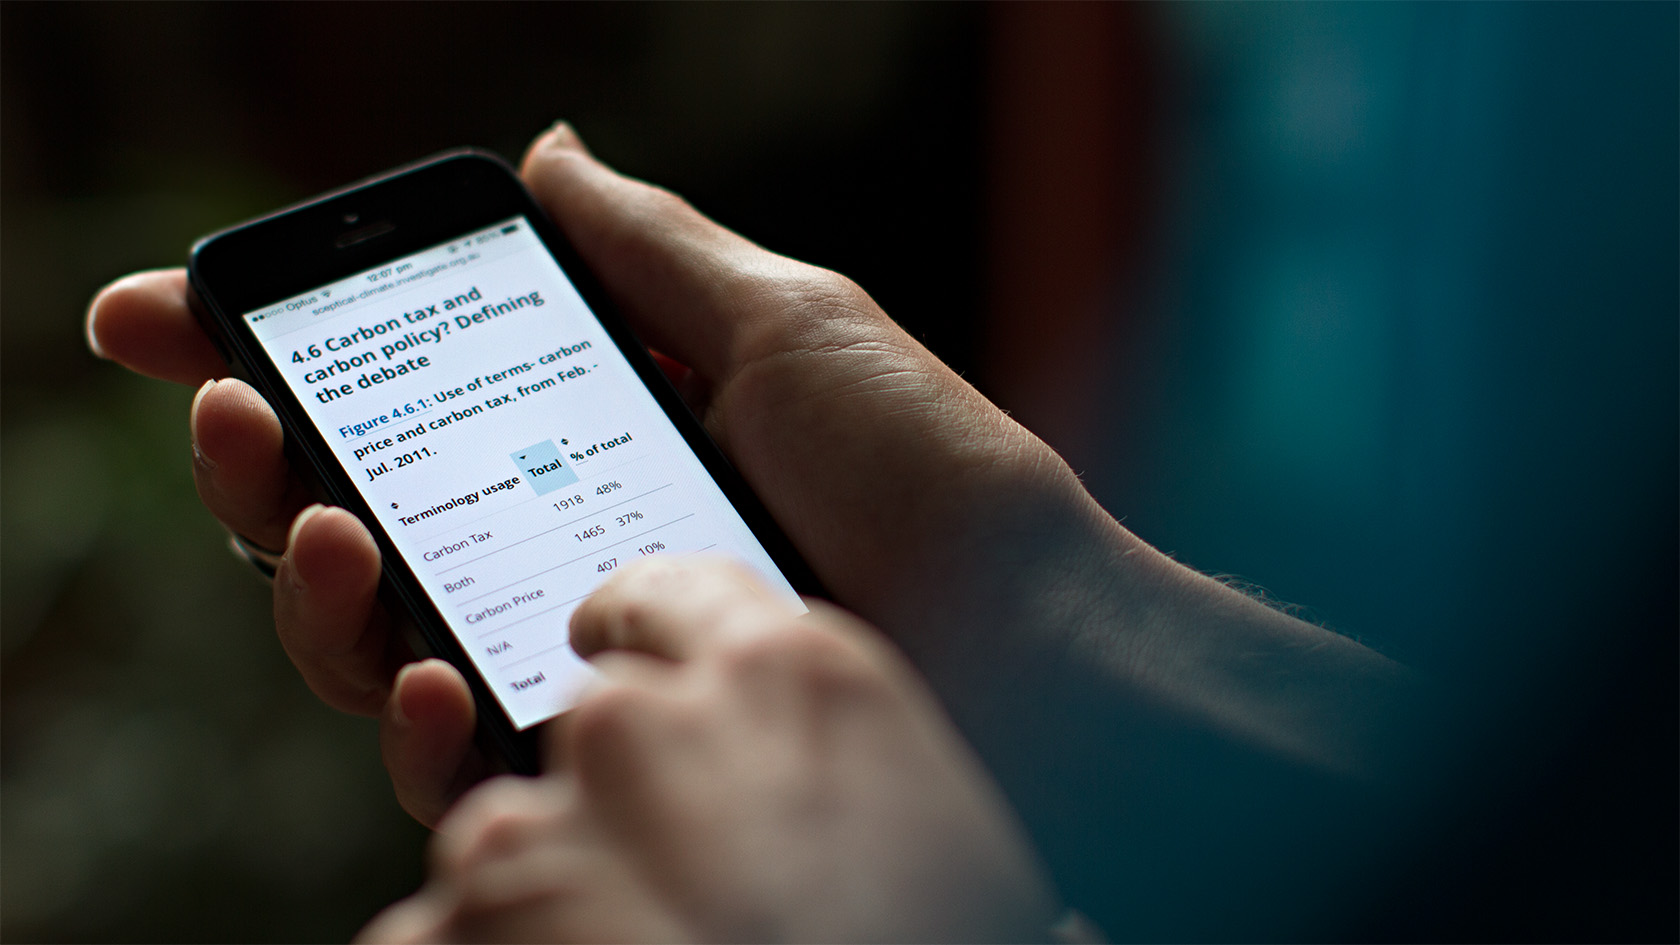 Optus 12:07 pm 85%
sceptical-climate.investigate.org.au
4.6 Carbon tax and
carbon policy? Defining
the debate
Figure 4.6.1: Use of terms- carbon
price and carbon tax, from Feb. -
Jul. 2011.
Terminology usage Total % of total
Carbon Tax 1918 48%
Both 1465 37%
Carbon Price 407 10%
N/A
Total